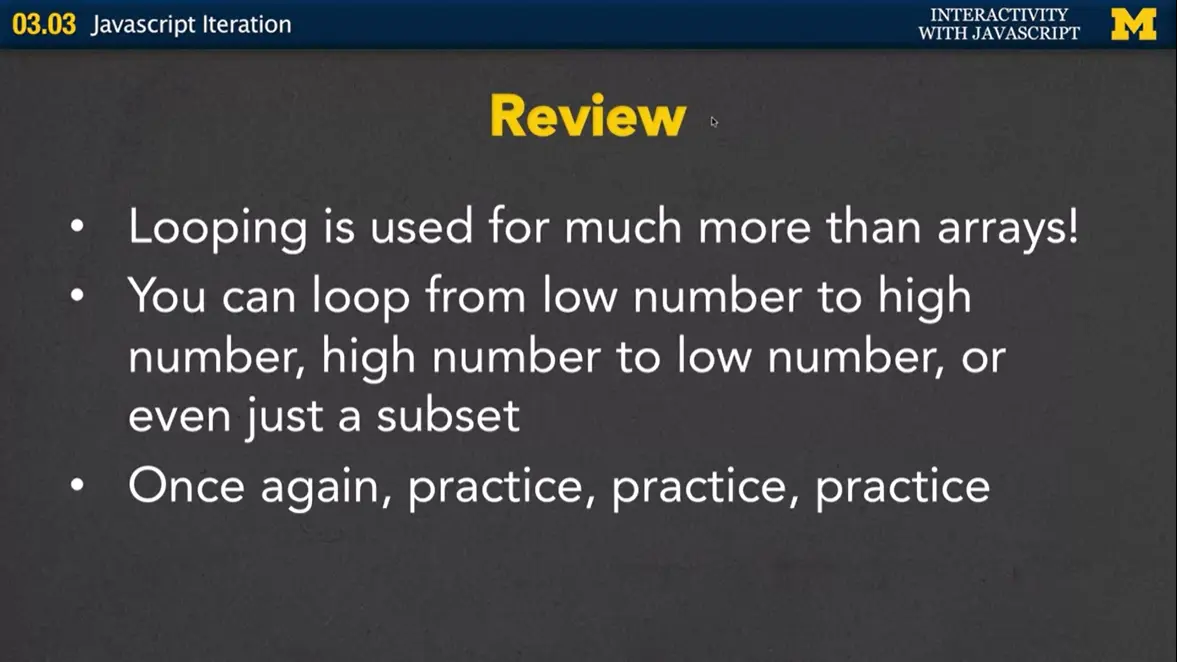 03.03 Javascript Iteration
INTERACTIVITY
WITH JAVASCRIPT
M
Review
• Looping is used for much more than arrays!
• You can loop from low number to high
number, high number to low number, or
even just a subset
• Once again, practice, practice, practice